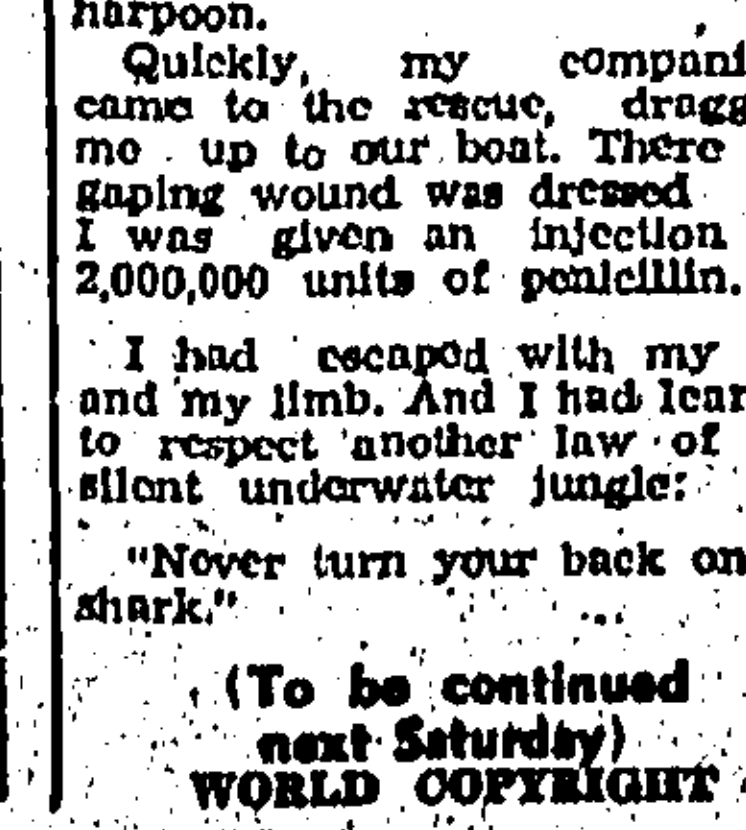 harpoon.
Quickly, my compani
came to the rescue, dragg
me up to our boat. There
gaping wound was dressed
I was given an injection
2,000,000 units of penicillin.
I had escaped with my
and my limb. And I had lear
to respect another law of
silent underwater jungle:
"Never turn your back on
shark."
(To be continued
next Saturday)
WORLD COPYRIGHT